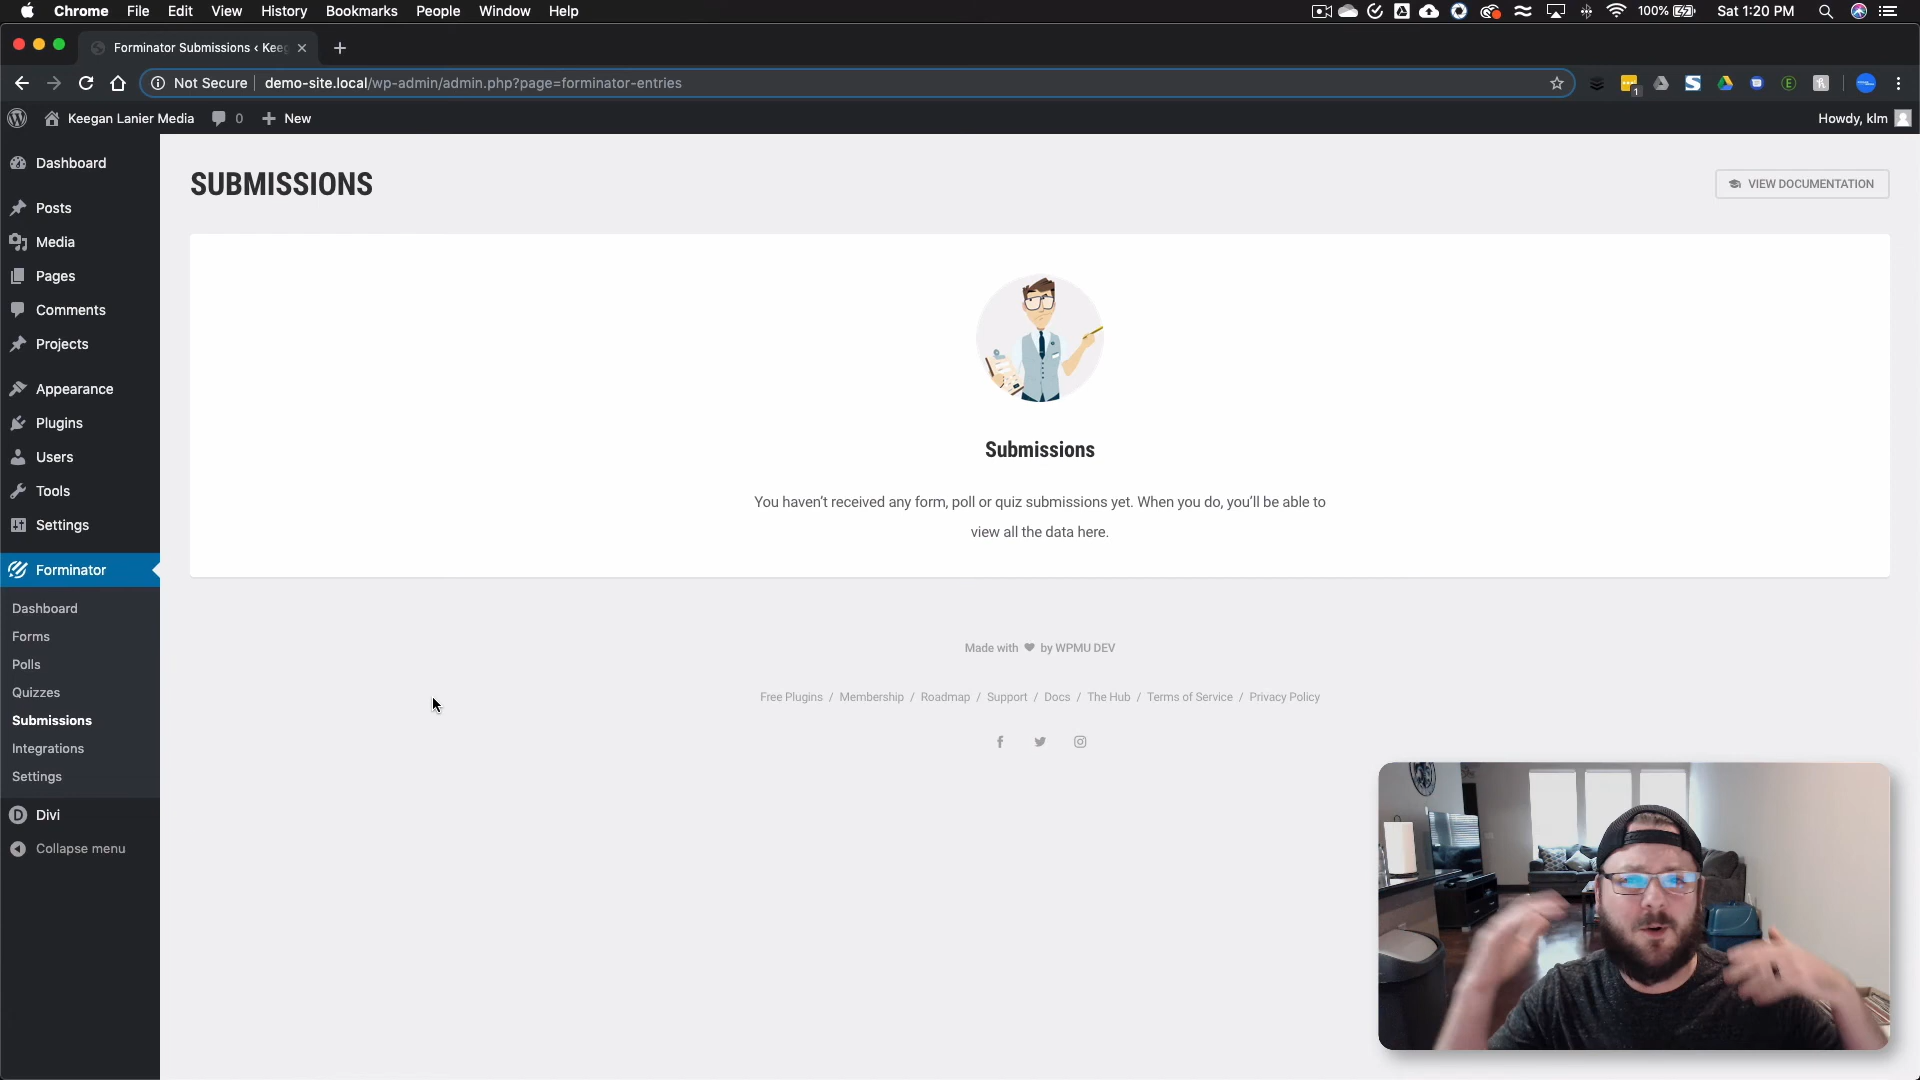 Chrome File Edit View History Bookmarks People Window Help 100% Sat 1:20 PM
Forminator Submissions ‹ Kee
Not Secure demo-site.local/wp-admin/admin.php?page=forminator-entries
Keegan Lanier Media 0 New Howdy, klm
Dashboard
Posts
Media
Pages
Comments
Projects
Appearance
Plugins
Users
Tools
Settings
Forminator
Dashboard
Forms
Polls
Quizzes
Submissions
Integrations
Settings
Divi
Collapse menu
SUBMISSIONS
VIEW DOCUMENTATION
Submissions
You haven’t received any form, poll or quiz submissions yet. When you do, you’ll be able to
view all the data here.
Made with ♥ by WPMU DEV
Free Plugins / Membership / Roadmap / Support / Docs / The Hub / Terms of Service / Privacy Policy